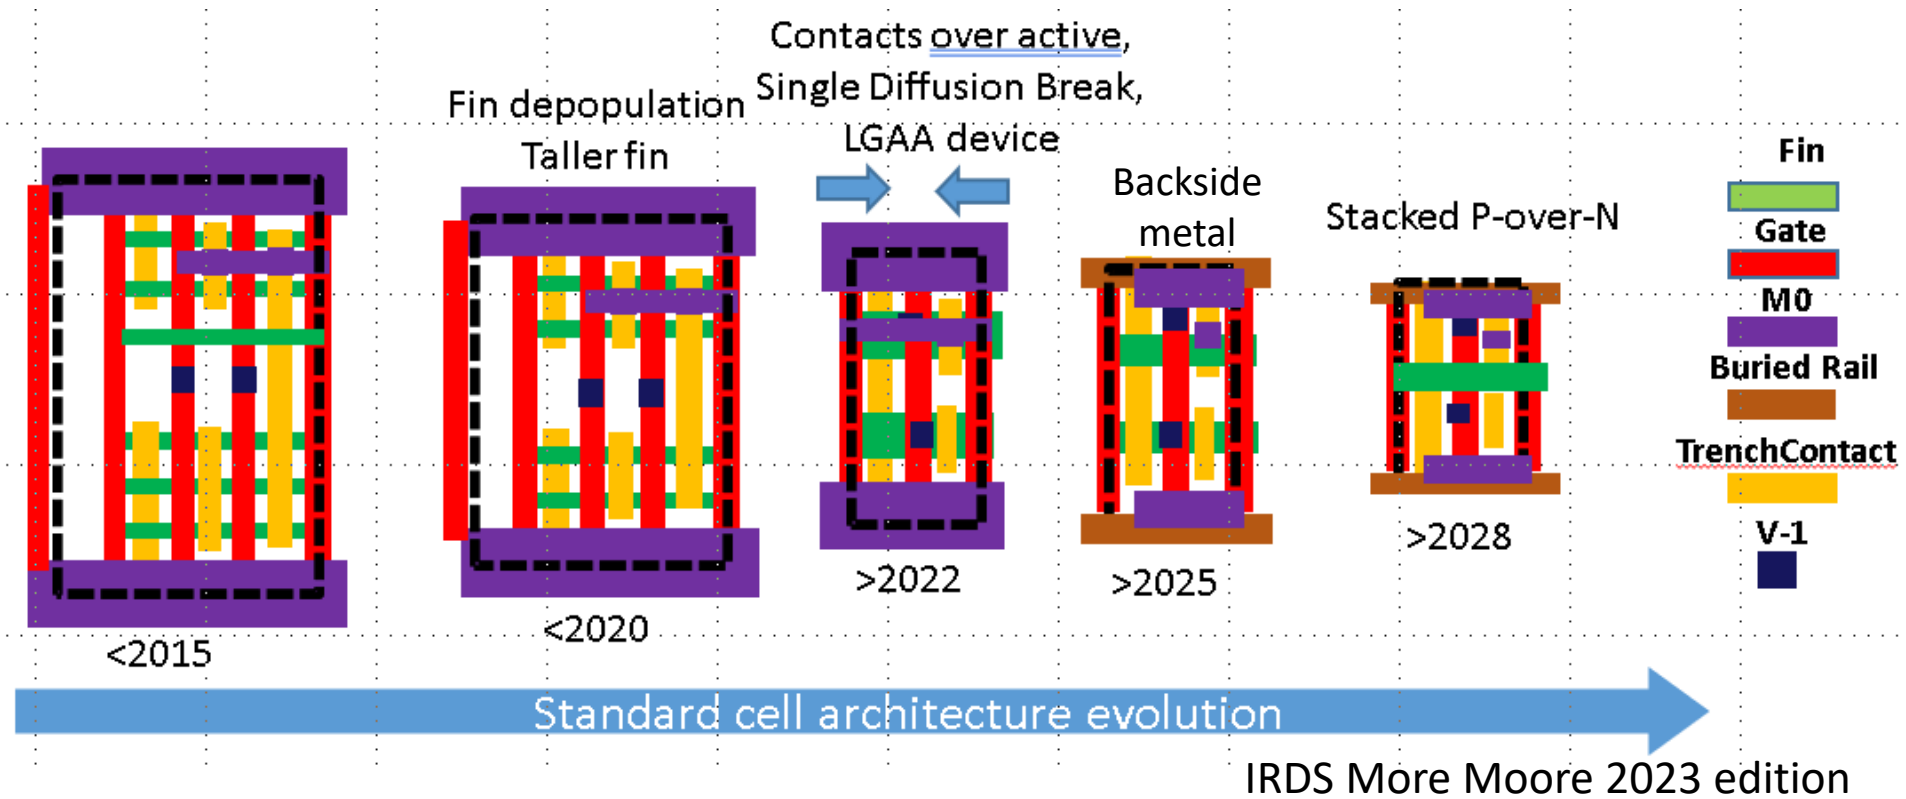 Contacts over active,
Single Diffusion Break,
LGAA device
Fin depopulation
Taller fin
Backside
metal
Stacked P-over-N
Fin
Gate
M0
Buried Rail
TrenchContact
V-1
<2015
<2020
>2022
>2025
>2028
Standard cell architecture evolution
IRDS More Moore 2023 edition